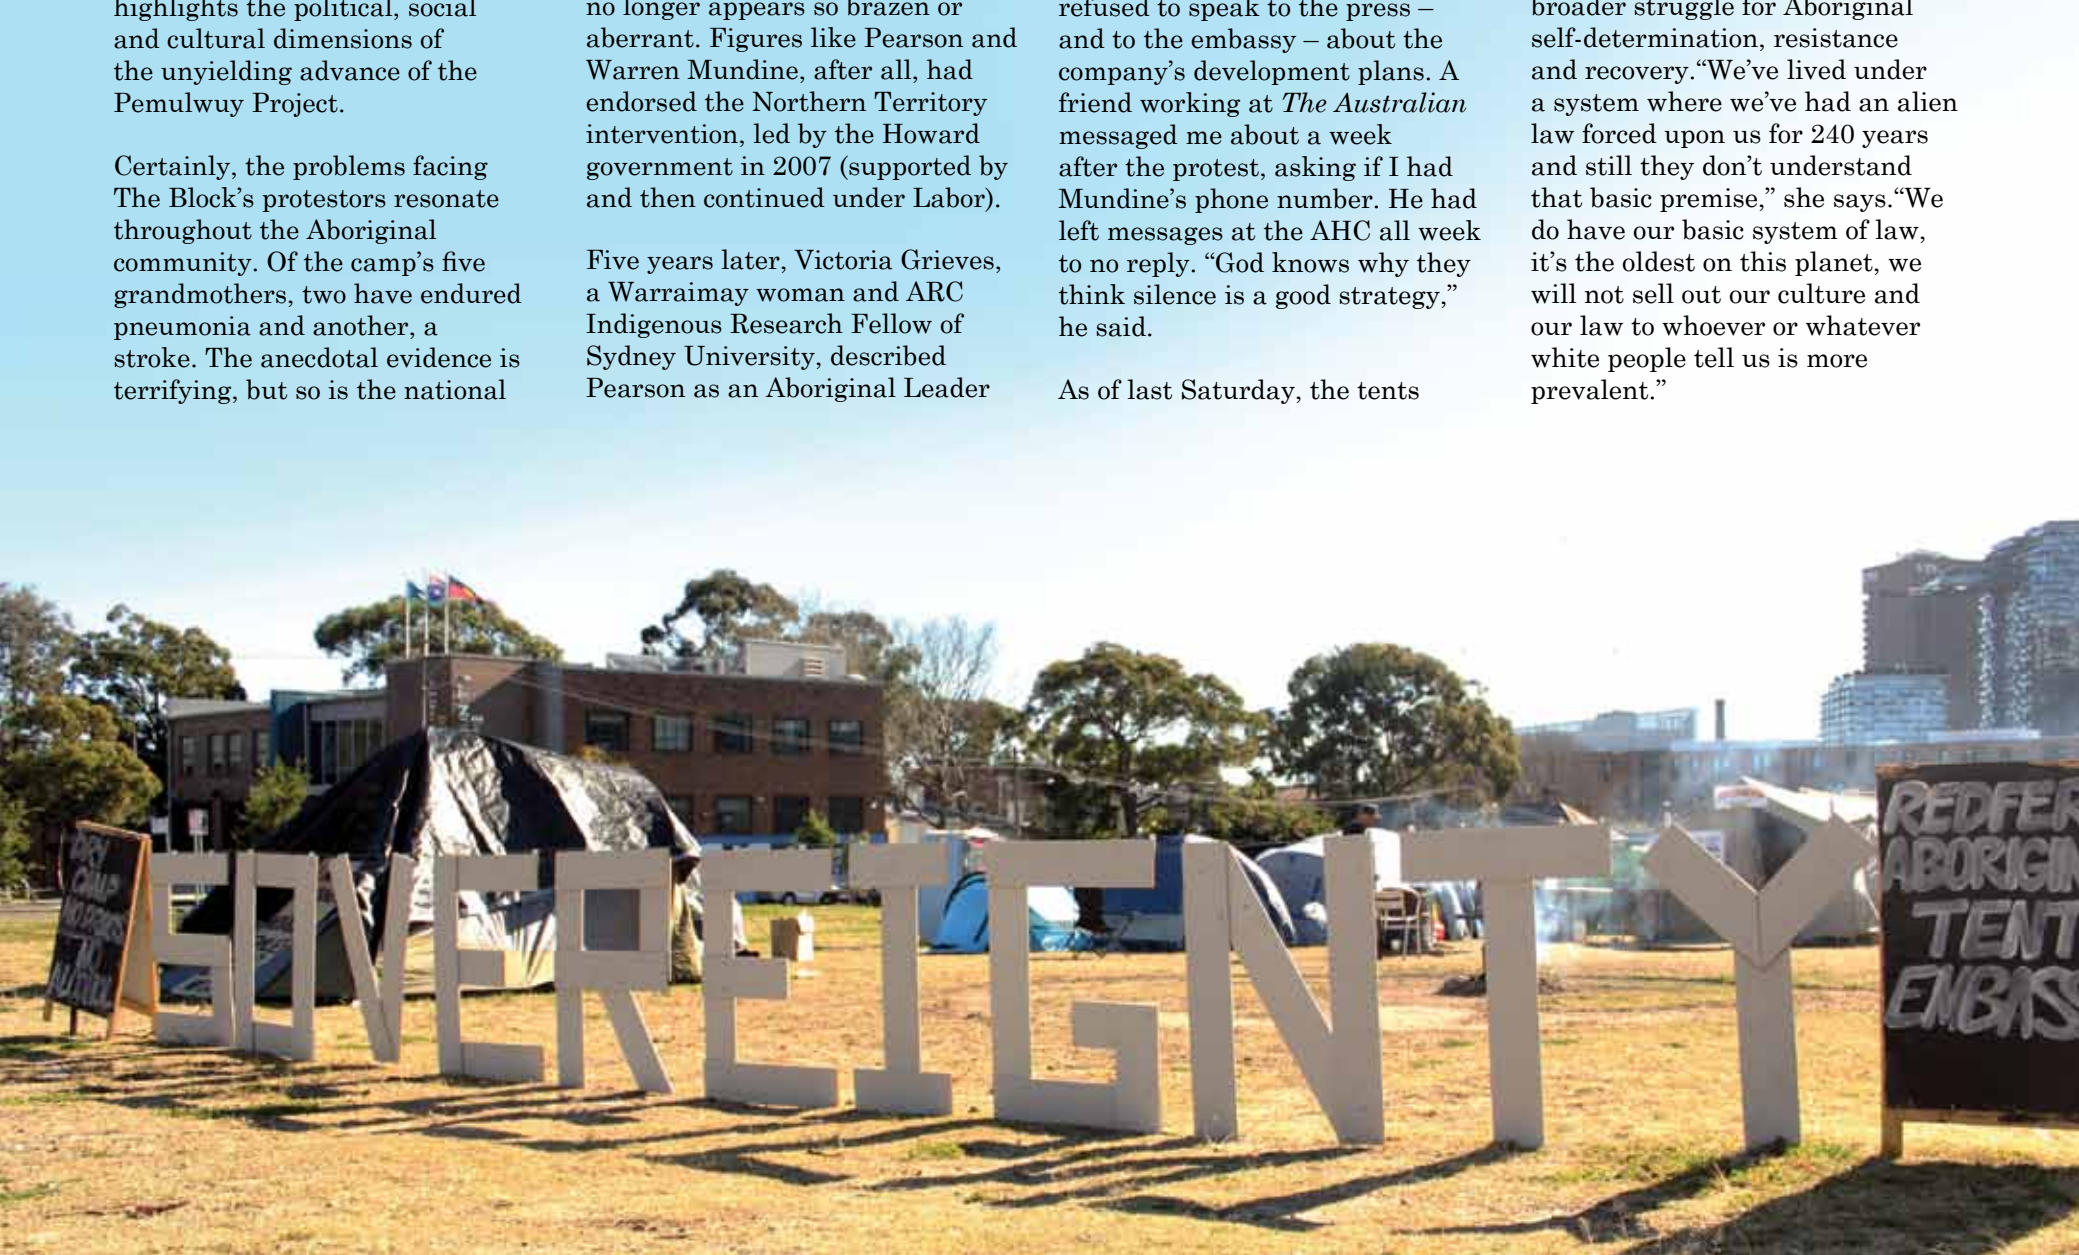 highlights the political, social
and cultural dimensions of
the unyielding advance of the
Pemulwuy Project.
Certainly, the problems facing
The Block’s protestors resonate
throughout the Aboriginal
community. Of the camp’s five
grandmothers, two have endured
pneumonia and another, a
stroke. The anecdotal evidence is
terrifying, but so is the national
no longer appears so brazen or
aberrant. Figures like Pearson and
Warren Mundine, after all, had
endorsed the Northern Territory
intervention, led by the Howard
government in 2007 (supported by
and then continued under Labor).
Five years later, Victoria Grieves,
a Warraimay woman and ARC
Indigenous Research Fellow of
Sydney University, described
Pearson as an Aboriginal Leader
refused to speak to the press –
and to the embassy – about the
company’s development plans. A
friend working at The Australian
messaged me about a week
after the protest, asking if I had
Mundine’s phone number. He had
left messages at the AHC all week
to no reply. “God knows why they
think silence is a good strategy,”
he said.
As of last Saturday, the tents
broader struggle for Aboriginal
self-determination, resistance
and recovery.“We’ve lived under
a system where we’ve had an alien
law forced upon us for 240 years
and still they don’t understand
that basic premise,” she says.“We
do have our basic system of law,
it’s the oldest on this planet, we
will not sell out our culture and
our law to whoever or whatever
white people tell us is more
prevalent.”
DRY
CAMP
TO
ALCOHOL
SOVEREIGNTY
REDFER
ABORIGIN
TENT
EMBASS